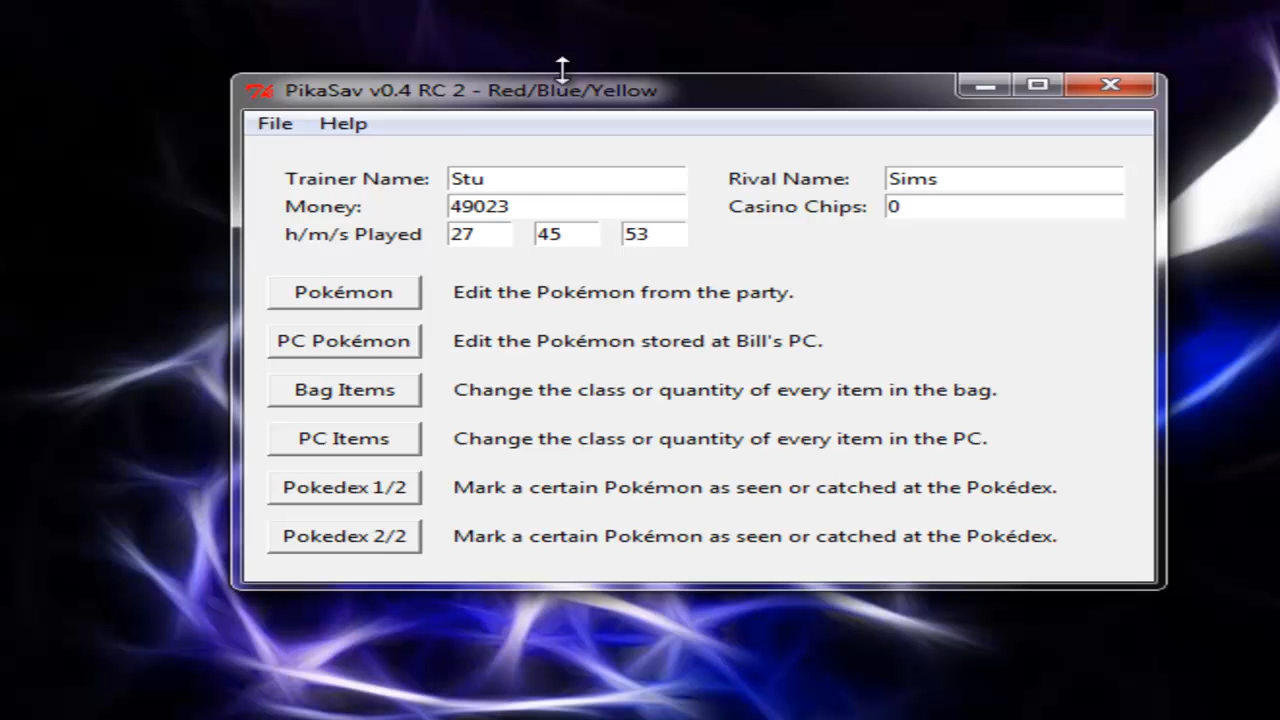 PikaSav v0.4 RC 2 - Red/Blue/Yellow
File Help
Trainer Name: Stu Rival Name: Sims
Money: 49023 Casino Chips: 0
h/m/s Played 27 45 53
Pokémon Edit the Pokémon from the party.
PC Pokémon Edit the Pokémon stored at Bill's PC.
Bag Items Change the class or quantity of every item in the bag.
PC Items Change the class or quantity of every item in the PC.
Pokedex 1/2 Mark a certain Pokémon as seen or catched at the Pokédex.
Pokedex 2/2 Mark a certain Pokémon as seen or catched at the Pokédex.